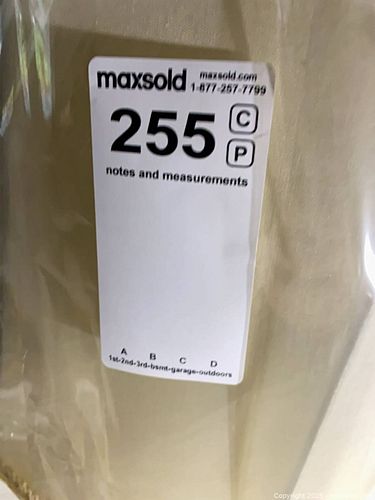 maxsold maxsold.com
1-877-257-7799
255 C
P
notes and measurements
A B C D
1st-2nd-3rd-bsmt-garage-outdoors